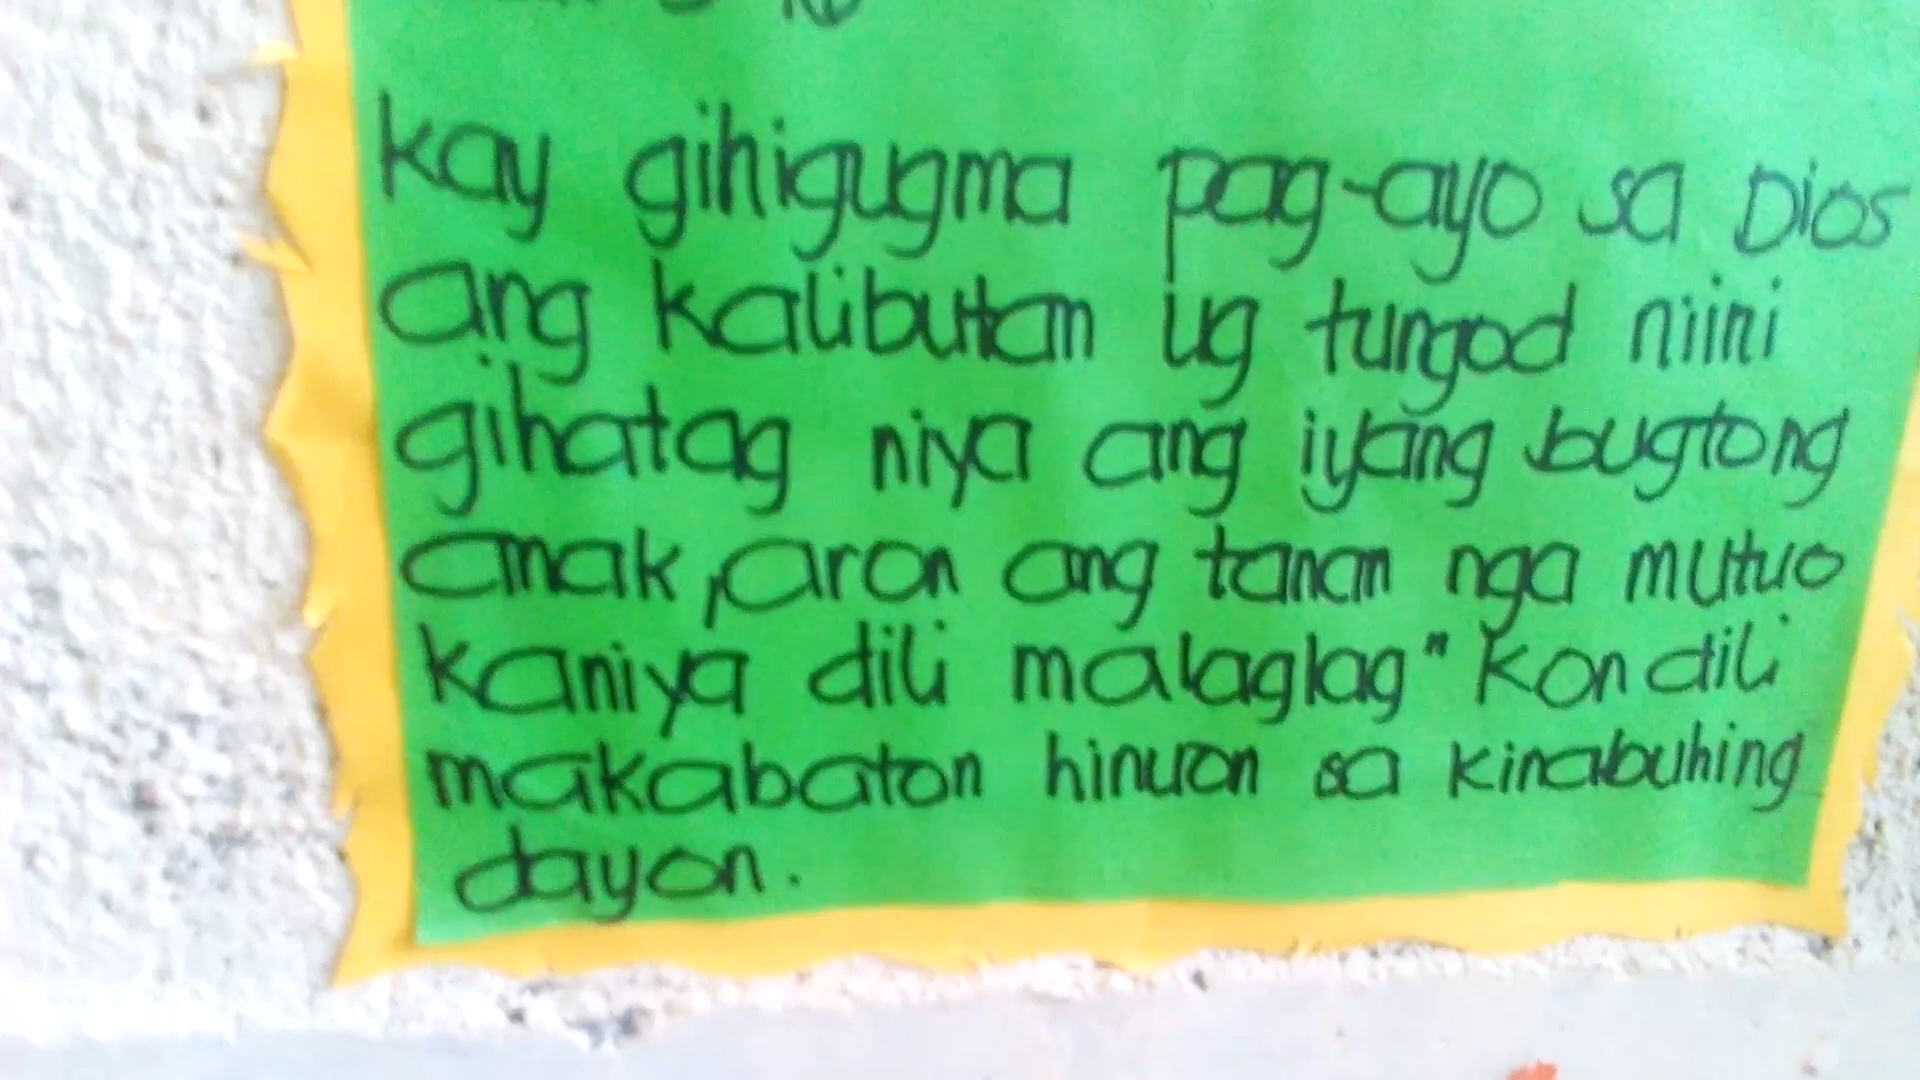 kay gihigugma pag-ayo sa Dios
ang kalibutan ug tungod niini
gihatag niya ang iyang bugtong
anak, aron ang tanan nga mutuo
kaniya dili malaglag" kon dili
makabaton hinuon sa kinabuhing
dayon.